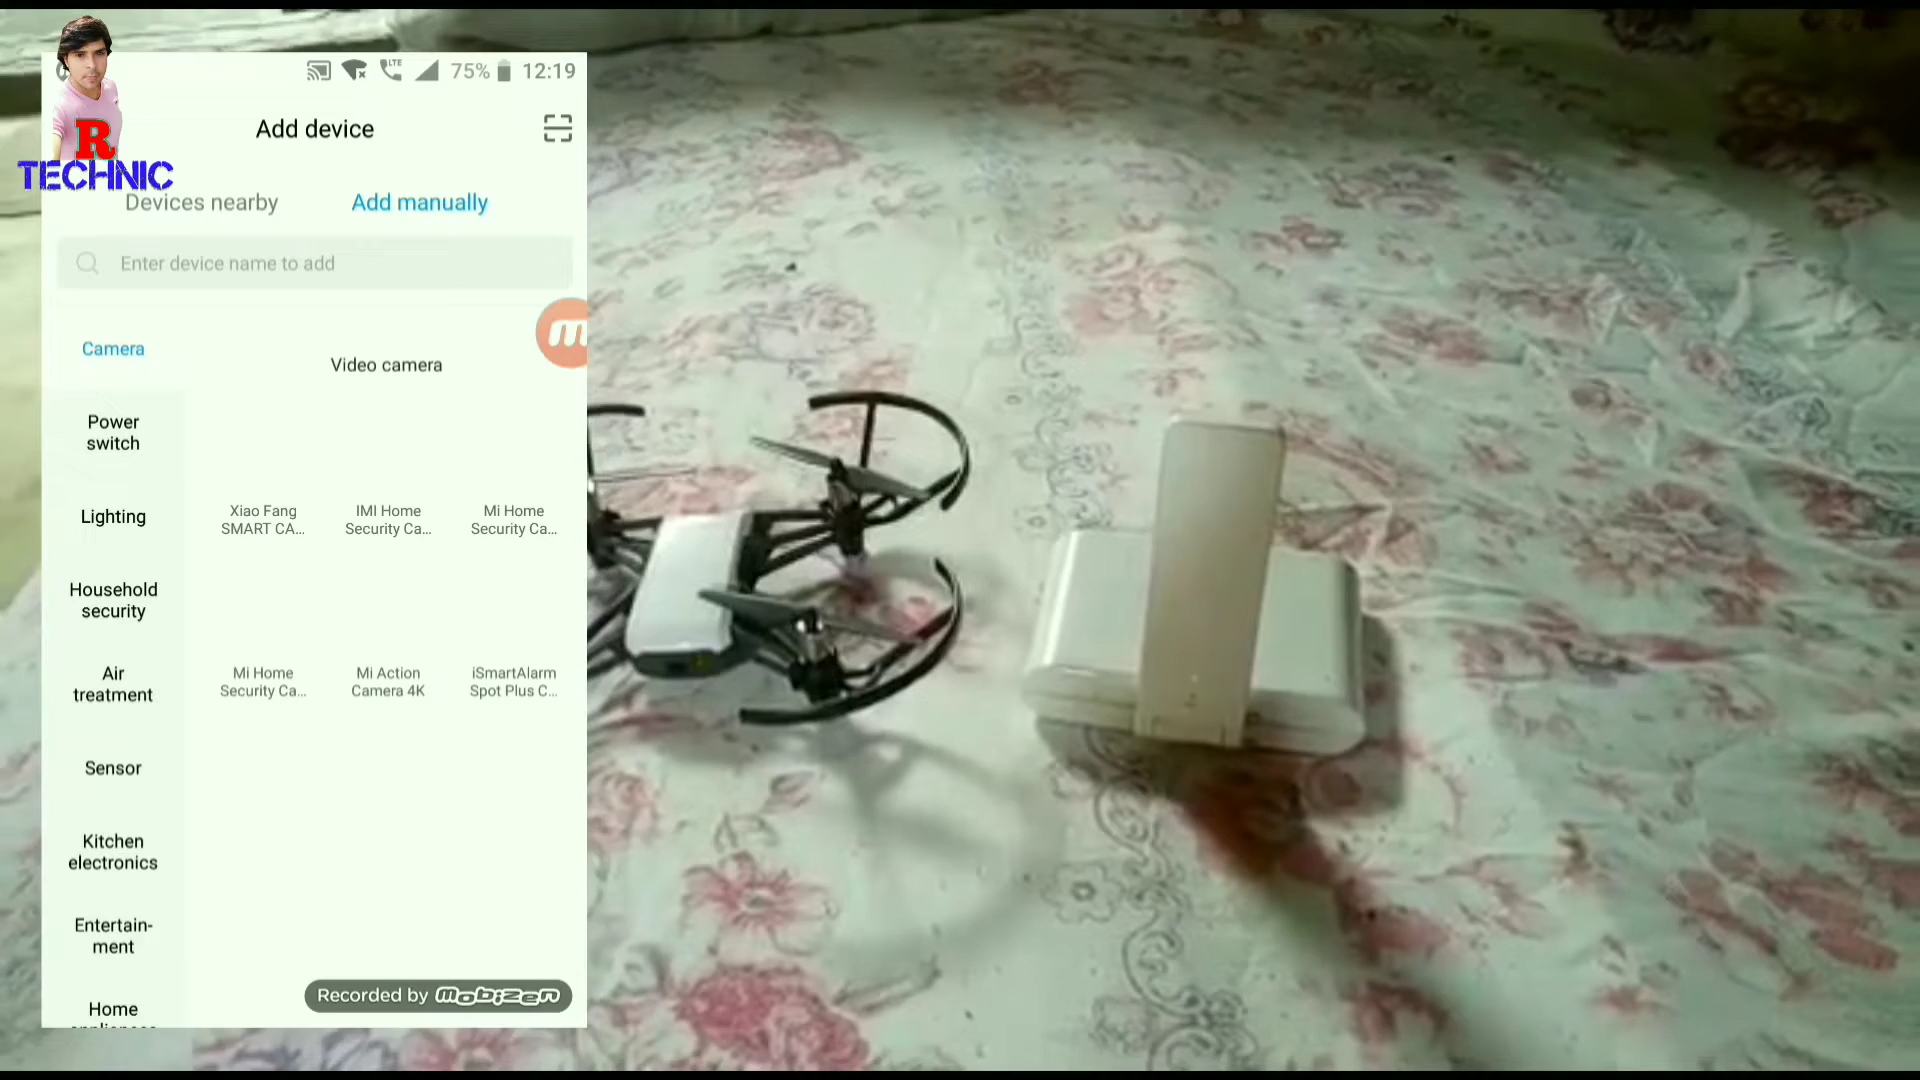 R
TECHNIC
LTE
75%
12:19
Add device
Devices nearby
Add manually
Enter device name to add
Camera
Video camera
Power
switch
Lighting
Xiao Fang
SMART CA...
IMI Home
Security Ca...
Mi Home
Security Ca...
Household
security
Air
treatment
Mi Home
Security Ca...
Mi Action
Camera 4K
iSmartAlarm
Spot Plus C...
Sensor
Kitchen
electronics
Entertain-
ment
Home
Recorded by mobizen